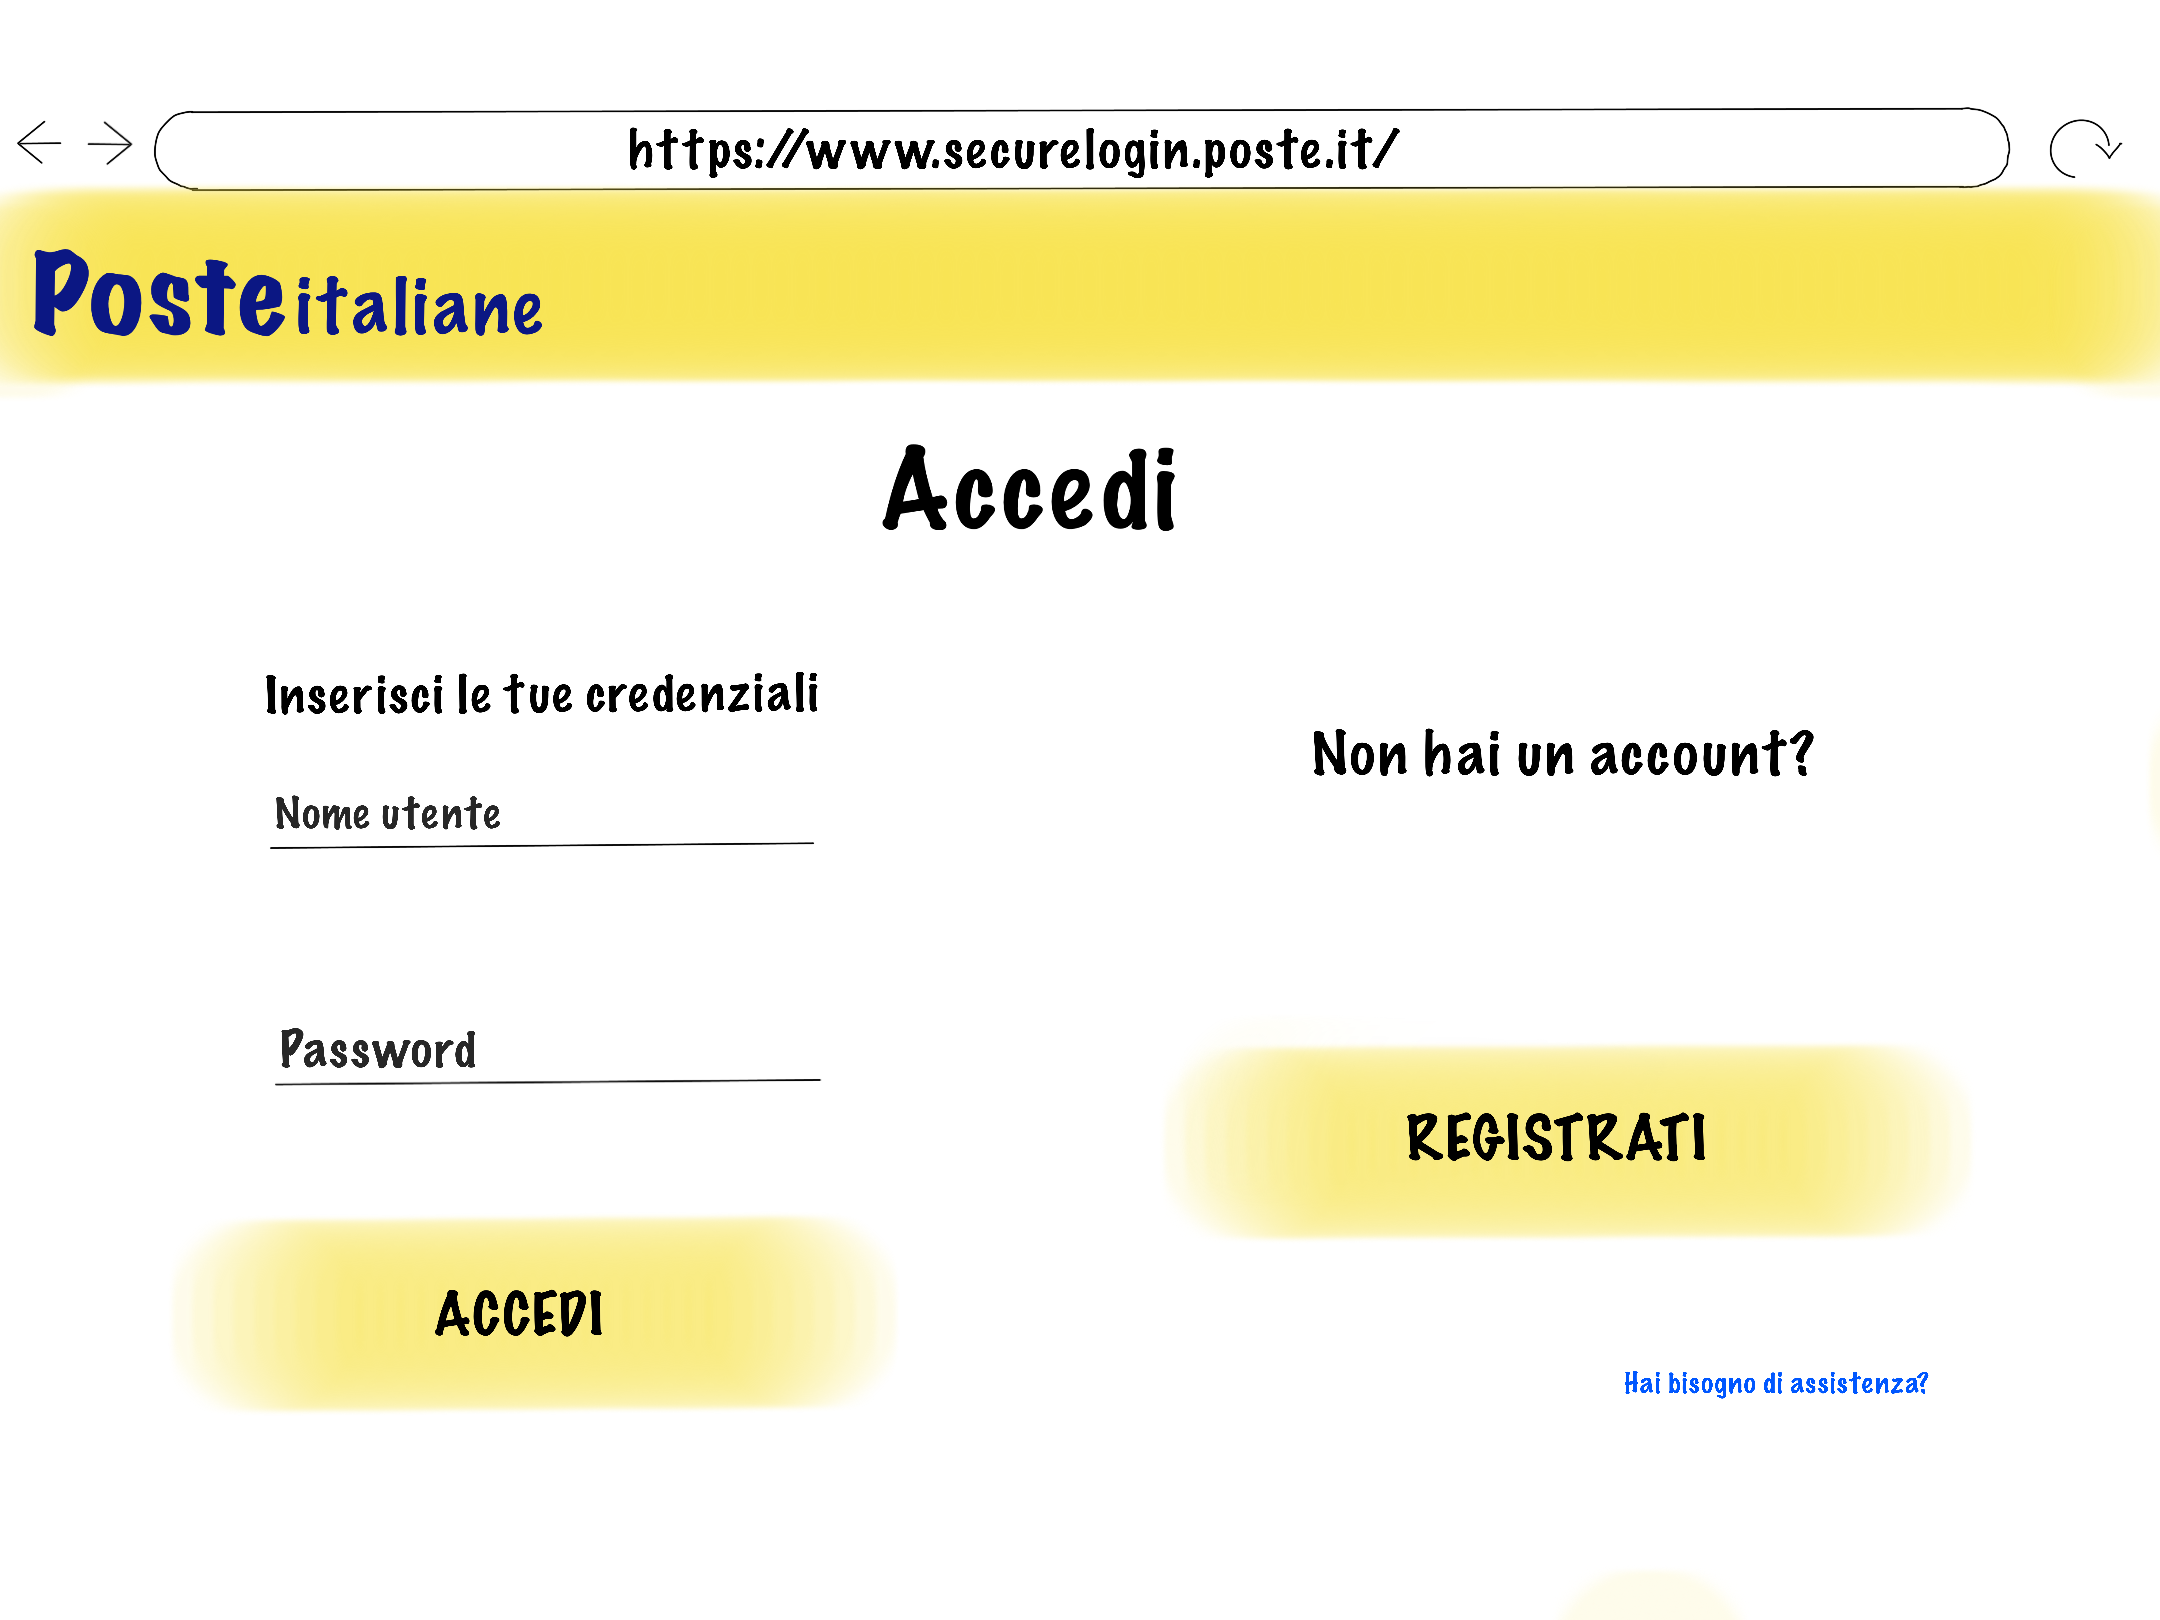 https://www.securelogin.poste.it/
Posteitaliane
Accedi
Inserisci le tue credenziali
Nome utente
Password
ACCEDI
Non hai un account?
REGISTRATI
Hai bisogno di assistenza?